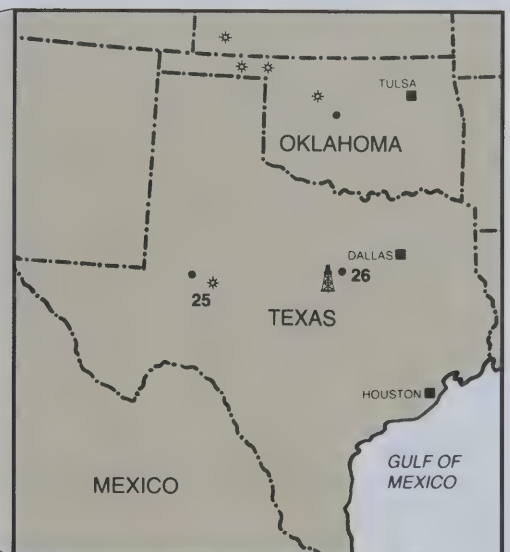 TULSA
OKLAHOMA
DALLAS
26
25
TEXAS
HOUSTON
GULF OF
MEXICO
MEXICO